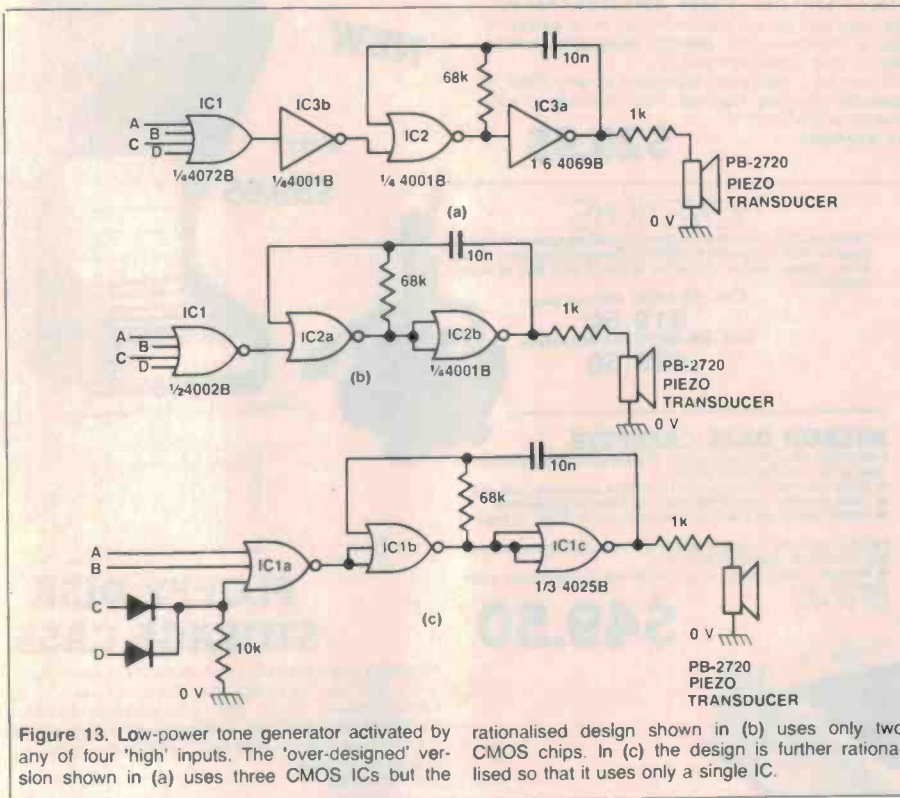 IC1
A
B
C
D
¼4072B
IC3b
¼4001B
IC2
¼ 4001B
68k
10n
IC3a
1 6 4069B
1k
PB-2720
PIEZO
TRANSDUCER
0 V
(a)
IC1
A
B
C
D
½4002B
IC2a
68k
10n
IC2b
¼4001B
1k
PB-2720
PIEZO
TRANSDUCER
0 V
(b)
A
B
C
D
10k
0 V
IC1a
IC1b
68k
10n
IC1c
1/3 4025B
1k
0 V
PB-2720
PIEZO
TRANSDUCER
(c)
$49.50
Figure 13. Low-power tone generator activated by
any of four 'high' inputs. The 'over-designed' ver-
sion shown in (a) uses three CMOS ICs but the
rationalised design shown in (b) uses only two
CMOS chips. In (c) the design is further rationa-
lised so that it uses only a single IC.